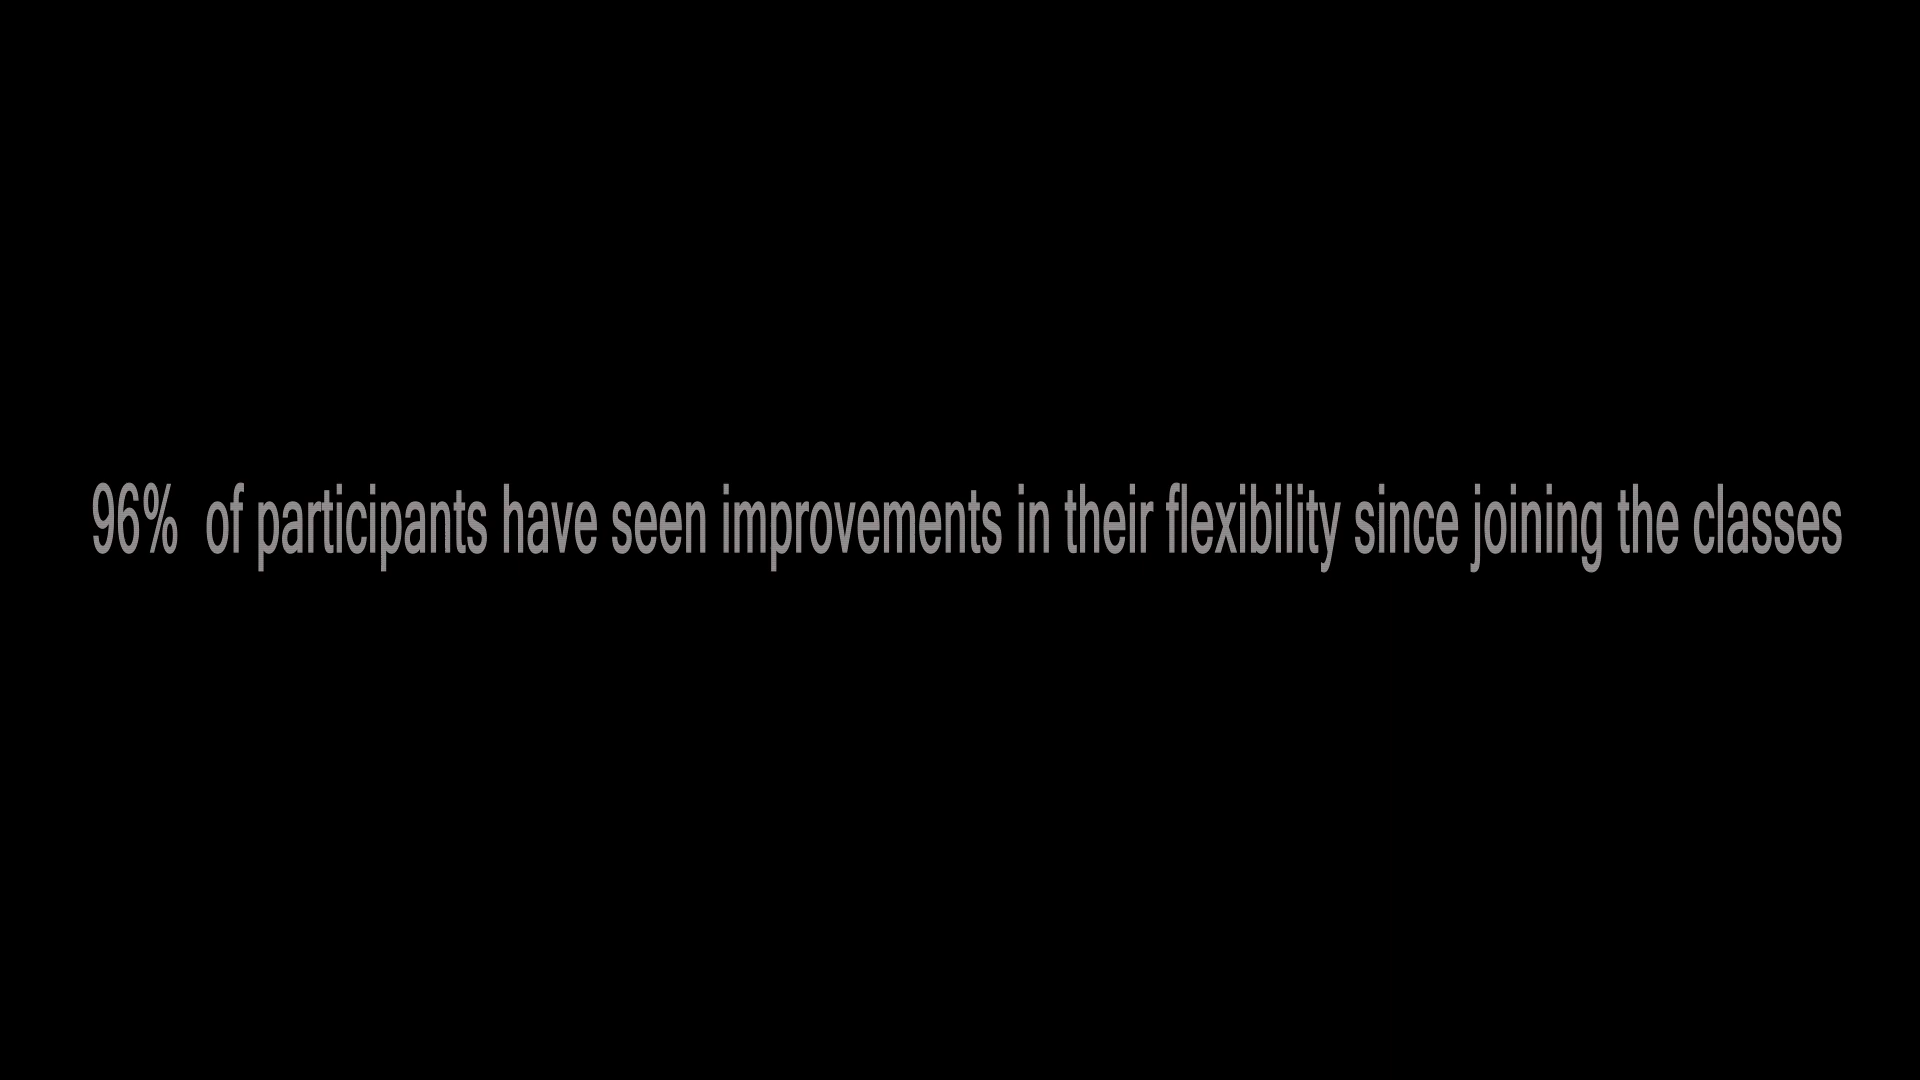 96%  of participants have seen improvements in their flexibility since joining the classes